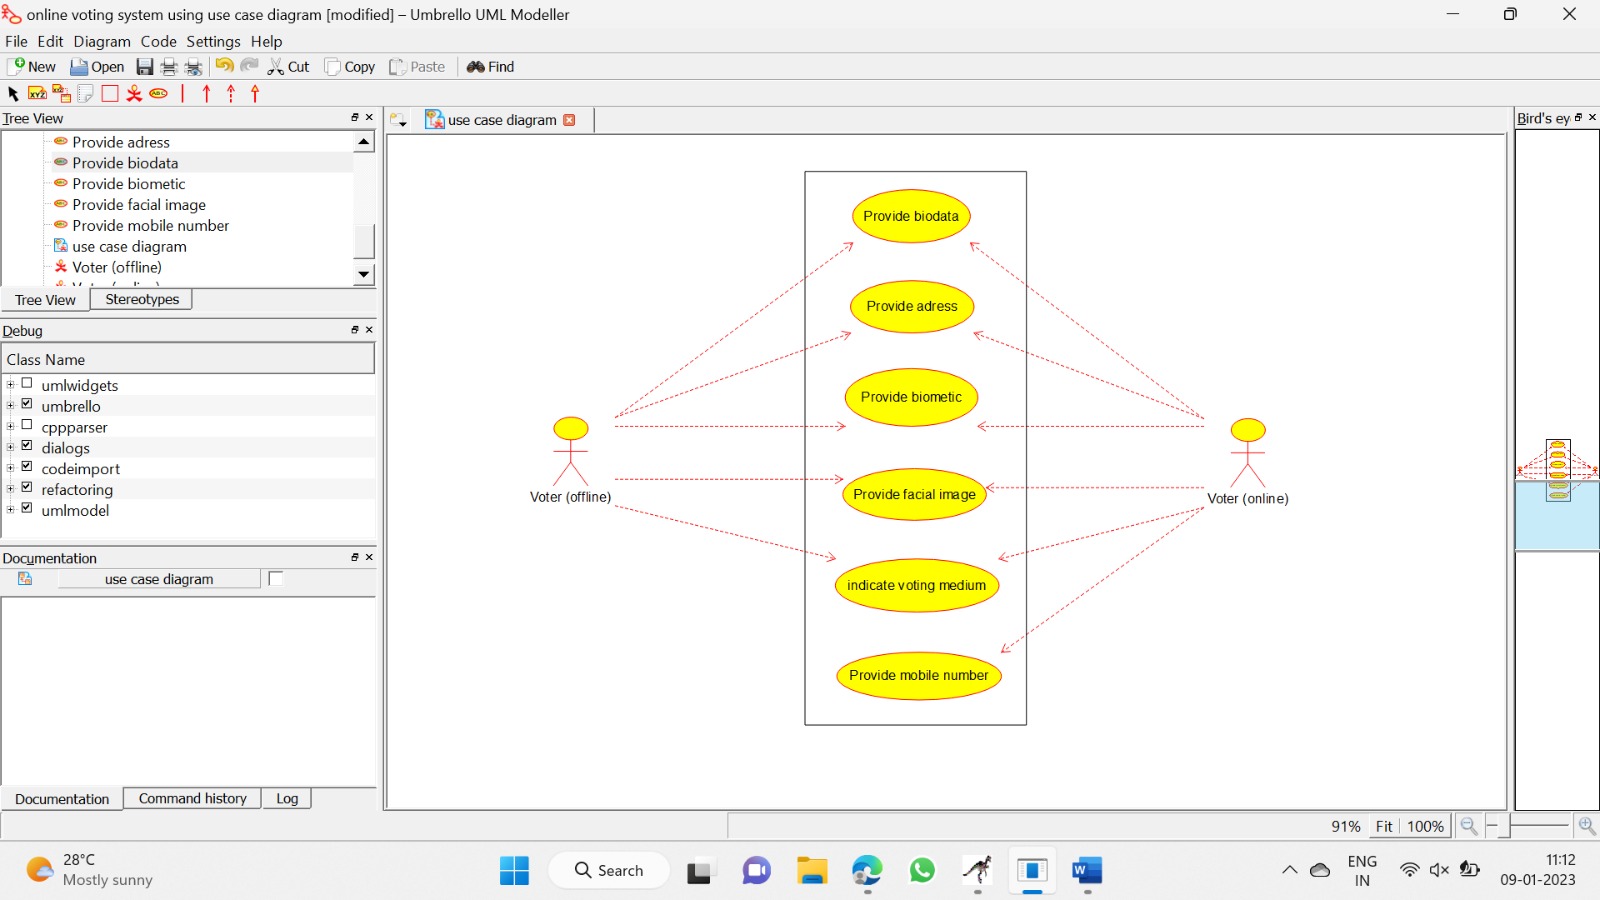 online voting system using use case diagram [modified] – Umbrello UML Modeller
File Edit Diagram Code Settings Help
New Open Cut Copy Paste Find
XYZ ABC
Tree View
Provide adress
Provide biodata
Provide biometic
Provide facial image
Provide mobile number
use case diagram
Voter (offline)
Tree View Stereotypes
Debug
Class Name
umlwidgets
umbrello
cppparser
dialogs
codeimport
refactoring
umlmodel
Documentation
use case diagram
Documentation Command history Log
use case diagram
Provide biodata
Provide adress
Provide biometic
Provide facial image
indicate voting medium
Provide mobile number
Voter (offline)
Voter (online)
Bird's ey
91% Fit 100%
28°C
Mostly sunny
Search
W
ENG
IN
11:12
09-01-2023